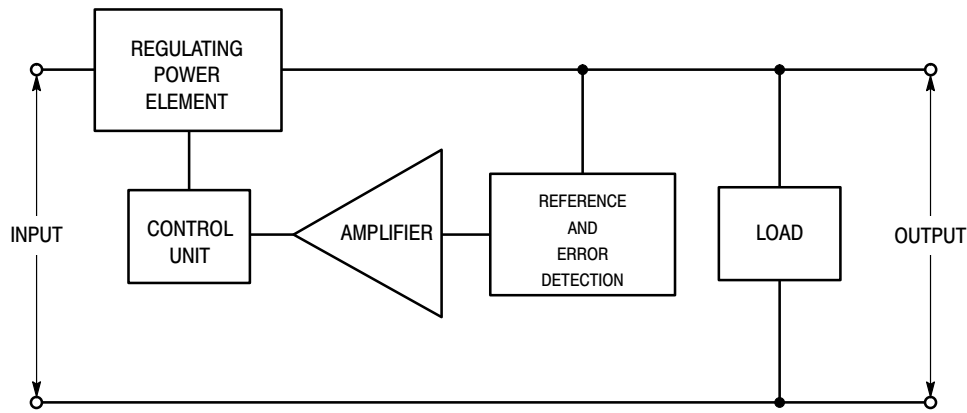 REGULATING
POWER
ELEMENT
INPUT
CONTROL
UNIT
AMPLIFIER
REFERENCE
AND
ERROR
DETECTION
LOAD
OUTPUT